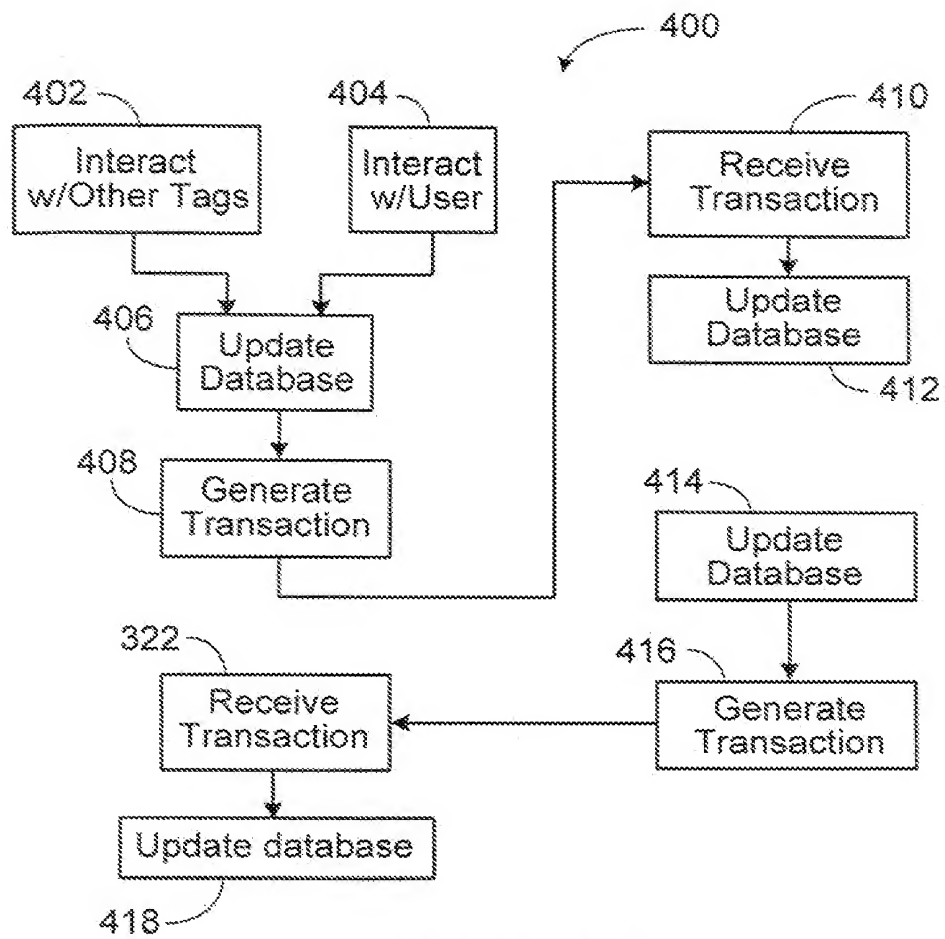 400
402
404
410
Interact
w/Other Tags
Interact
w/User
Receive
Transaction
406
Update
Database
Update
Database
412
408
Generate
Transaction
414
Update
Database
322
Receive
Transaction
416
Generate
Transaction
Update database
418